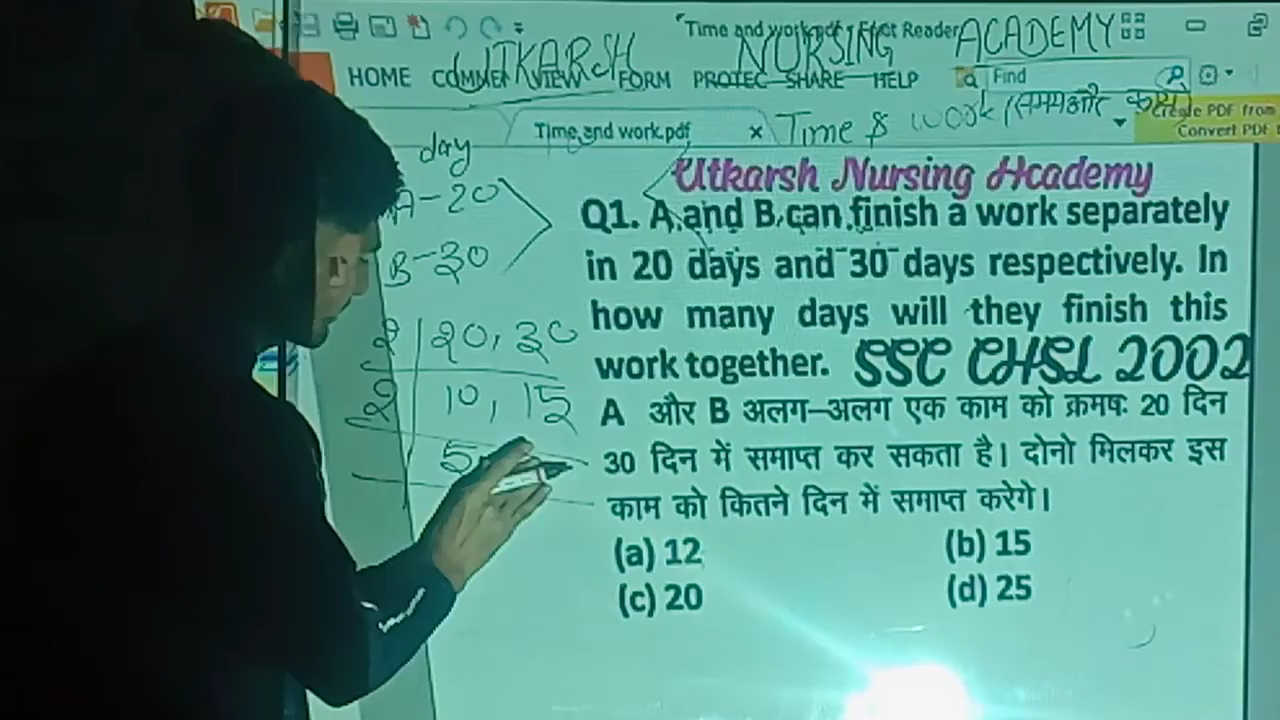 Time and work.pdf - Foxit Reader
UTKARSH NURSING ACADEMY
HOME COMMEN VIEW FORM PROTEC SHARE HELP
Find
Time and work.pdf ×
Time & work (समय और कार्य)
Create PDF from
Convert PDF
Utkarsh Nursing Academy
day
A-20
B-30
2 | 20, 30
2 | 10, 15
5
Q1. A and B can finish a work separately
in 20 days and 30 days respectively. In
how many days will they finish this
work together. SSC CHSL 2002
A और B अलग–अलग एक काम को क्रमषः 20 दिन
30 दिन में समाप्त कर सकता है। दोनो मिलकर इस
काम को कितने दिन में समाप्त करेगे।
(a) 12 (b) 15
(c) 20 (d) 25